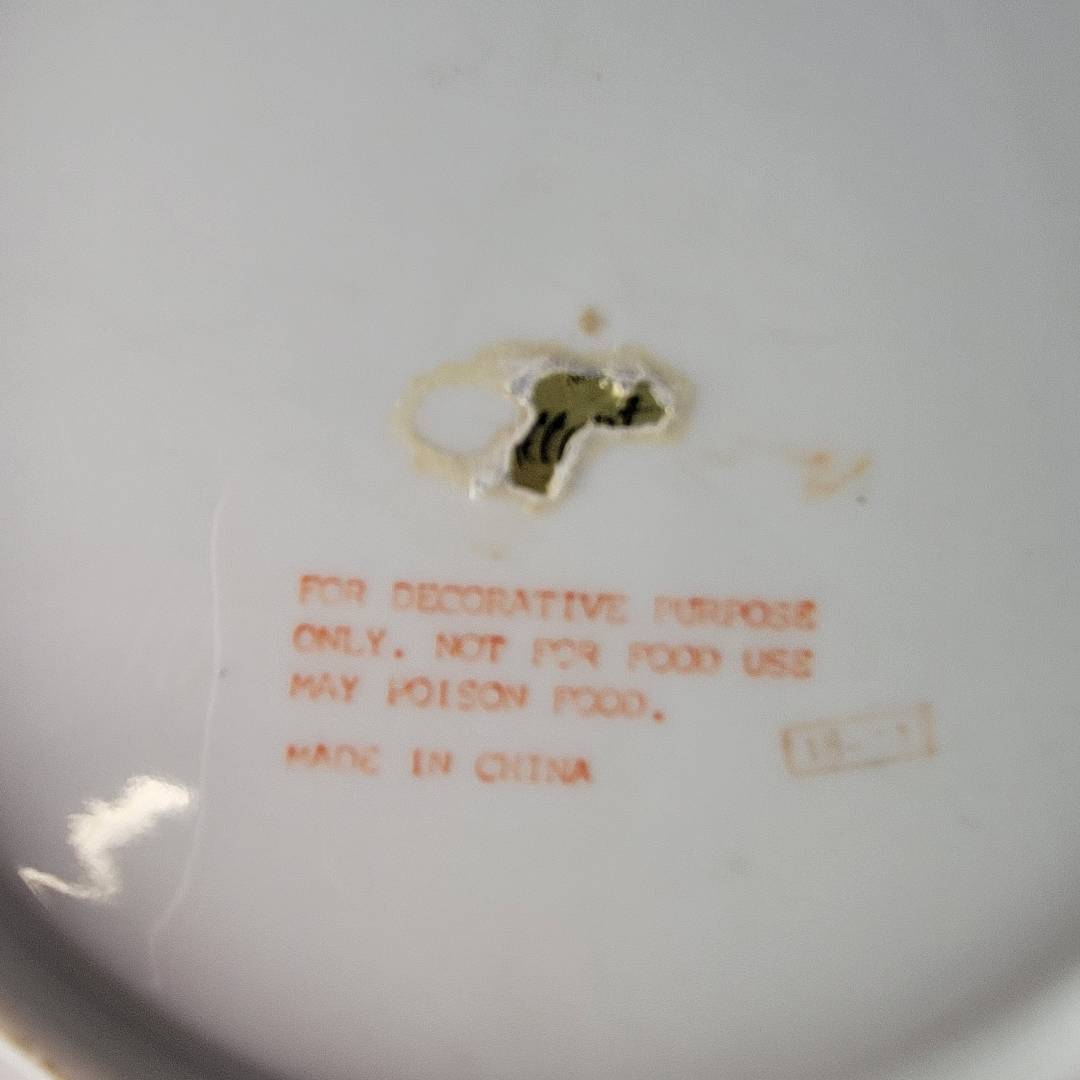 FOR DECORATIVE PURPOSE
ONLY. NOT FOR FOOD USE
MAY POISON FOOD.
MADE IN CHINA